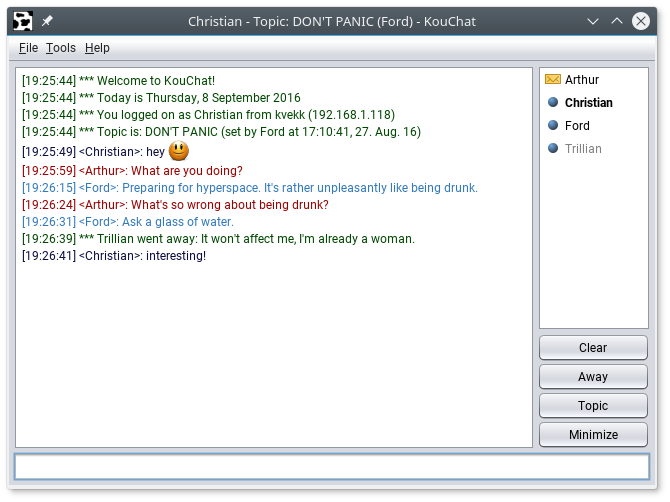 Christian - Topic: DON'T PANIC (Ford) - KouChat
File Tools Help
[19:25:44] *** Welcome to KouChat!
[19:25:44] *** Today is Thursday, 8 September 2016
[19:25:44] *** You logged on as Christian from kvekk (192.168.1.118)
[19:25:44] *** Topic is: DON'T PANIC (set by Ford at 17:10:41, 27. Aug. 16)
[19:25:49] <Christian>: hey
[19:25:59] <Arthur>: What are you doing?
[19:26:15] <Ford>: Preparing for hyperspace. It's rather unpleasantly like being drunk.
[19:26:24] <Arthur>: What's so wrong about being drunk?
[19:26:31] <Ford>: Ask a glass of water.
[19:26:39] *** Trillian went away: It won't affect me, I'm already a woman.
[19:26:41] <Christian>: interesting!
Arthur
Christian
Ford
Trillian
Clear
Away
Topic
Minimize